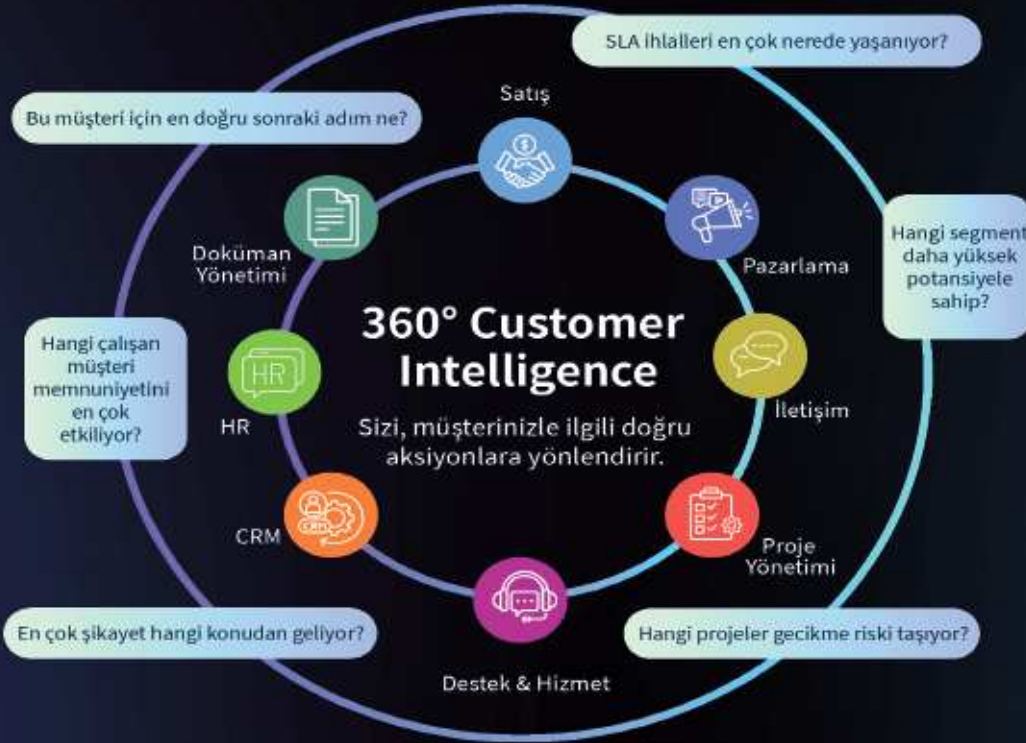 SLA ihlalleri en çok nerede yaşanıyor?
Satış
Bu müşteri için en doğru sonraki adım ne?
Doküman
Yönetimi
Pazarlama
Hangi segment
daha yüksek
potansiyele
sahip?
360° Customer
Intelligence
Sizi, müşterinizle ilgili doğru
aksiyonlara yönlendirir.
Hangi çalışan
müşteri
memnuniyetini
en çok
etkiliyor?
HR
HR
İletişim
CRM
CRM
Proje
Yönetimi
En çok şikayet hangi konudan geliyor?
Hangi projeler gecikme riski taşıyor?
Destek & Hizmet